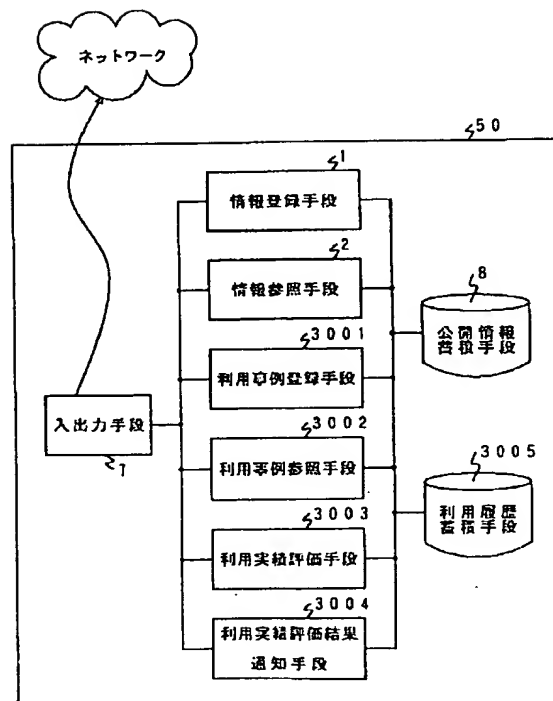 ネットワーク
50
1
情報登録手段
2
情報参照手段
8
公開情報
蓄積手段
3001
利用事例登録手段
入出力手段
7
3002
利用事例参照手段
3005
利用履歴
蓄積手段
3003
利用実績評価手段
3004
利用実績評価結果
通知手段